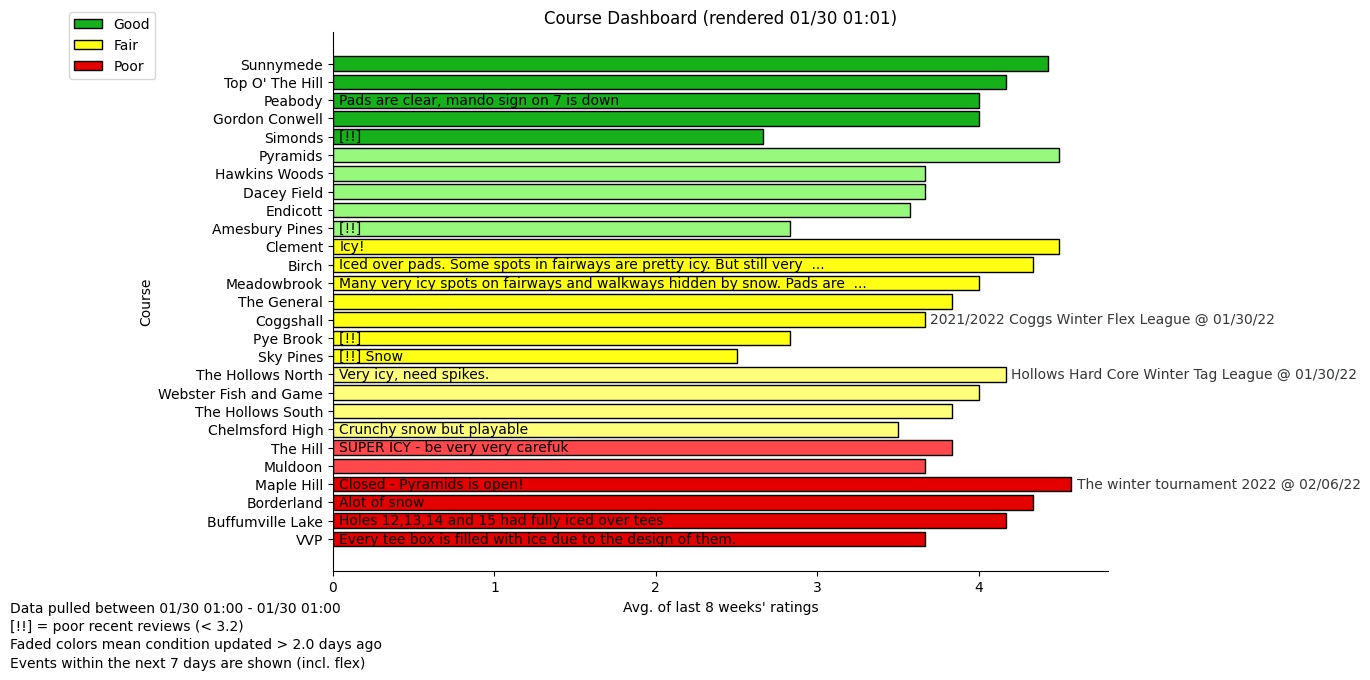 Course Dashboard (rendered 01/30 01:01)
Good
Fair
Poor
Course
Sunnymede
Top O' The Hill
Peabody Pads are clear, mando sign on 7 is down
Gordon Conwell
Simonds [!!]
Pyramids
Hawkins Woods
Dacey Field
Endicott
Amesbury Pines [!!]
Clement Icy!
Birch Iced over pads. Some spots in fairways are pretty icy. But still very ...
Meadowbrook Many very icy spots on fairways and walkways hidden by snow. Pads are ...
The General
Coggshall 2021/2022 Coggs Winter Flex League @ 01/30/22
Pye Brook [!!]
Sky Pines [!!] Snow
The Hollows North Very icy, need spikes. Hollows Hard Core Winter Tag League @ 01/30/22
Webster Fish and Game
The Hollows South
Chelmsford High Crunchy snow but playable
The Hill SUPER ICY - be very very carefuk
Muldoon
Maple Hill Closed - Pyramids is open! The winter tournament 2022 @ 02/06/22
Borderland Alot of snow
Buffumville Lake Holes 12,13,14 and 15 had fully iced over tees
VVP Every tee box is filled with ice due to the design of them.
0 1 2 3 4
Avg. of last 8 weeks' ratings
Data pulled between 01/30 01:00 - 01/30 01:00
[!!] = poor recent reviews (< 3.2)
Faded colors mean condition updated > 2.0 days ago
Events within the next 7 days are shown (incl. flex)